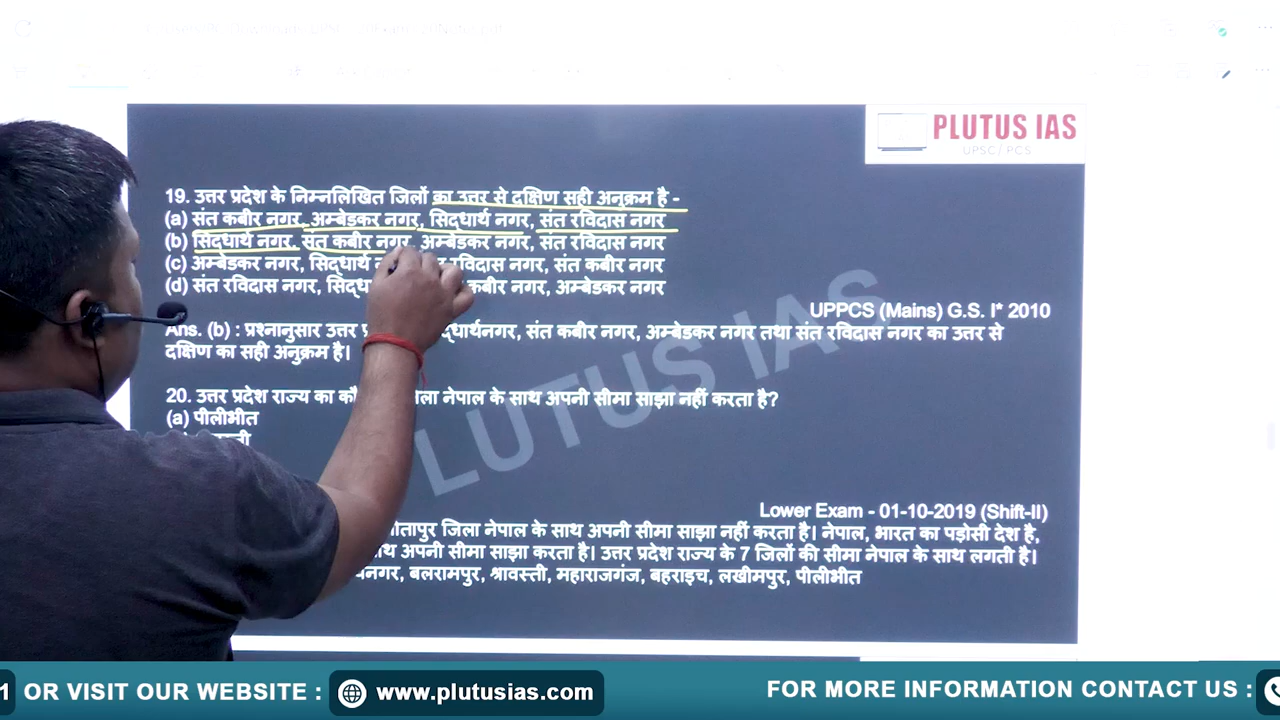 PLUTUS IAS
UPSC/PCS
19. उत्तर प्रदेश के निम्नलिखित जिलों का उत्तर से दक्षिण सही अनुक्रम है -
(a) संत कबीर नगर, अम्बेडकर नगर, सिद्धार्थ नगर, संत रविदास नगर
(b) सिद्धार्थ नगर, संत कबीर नगर, अम्बेडकर नगर, संत रविदास नगर
(c) अम्बेडकर नगर, सिद्धार्थ रविदास नगर, संत कबीर नगर
(d) संत रविदास नगर, कबीर नगर, अम्बेडकर नगर
UPPCS (Mains) G.S. I* 2010
Ans. (b) : प्रश्नानुसार उत्तर संत कबीर नगर, अम्बेडकर नगर तथा संत रविदास नगर का उत्तर से
दक्षिण का सही अनुक्रम है।
20. उत्तर प्रदेश राज्य का जिला नेपाल के साथ अपनी सीमा साझा नहीं करता है?
(a) पीलीभीत
Lower Exam - 01-10-2019 (Shift-II)
जिला नेपाल के साथ अपनी सीमा साझा नहीं करता है। नेपाल, भारत का पड़ोसी देश है,
अपनी सीमा साझा करता है। उत्तर प्रदेश राज्य के 7 जिलों की सीमा नेपाल के साथ लगती है।
बलरामपुर, श्रावस्ती, महाराजगंज, बहराइच, लखीमपुर, पीलीभीत
LUTUS IAS
1 OR VISIT OUR WEBSITE : www.plutusias.com FOR MORE INFORMATION CONTACT US :